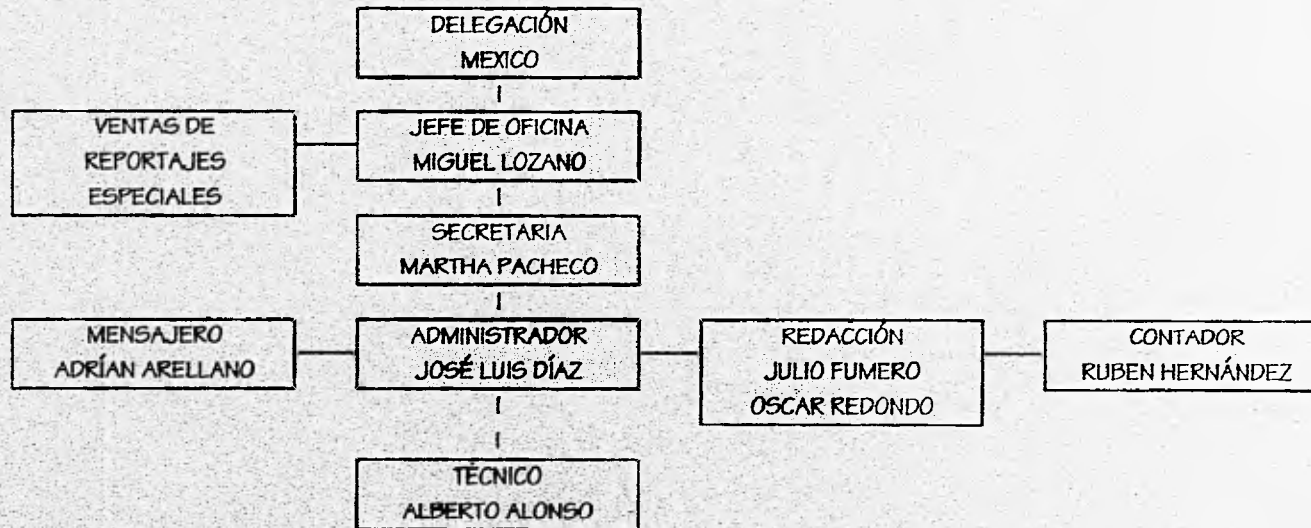 DELEGACIÓN
MEXICO
VENTAS DE
REPORTAJES
ESPECIALES
JEFE DE OFICINA
MIGUEL LOZANO
SECRETARIA
MARTHA PACHECO
MENSAJERO
ADRÍAN ARELLANO
ADMINISTRADOR
JOSÉ LUIS DÍAZ
REDACCIÓN
JULIO FUMERO
OSCAR REDONDO
CONTADOR
RUBEN HERNÁNDEZ
TÉCNICO
ALBERTO ALONSO